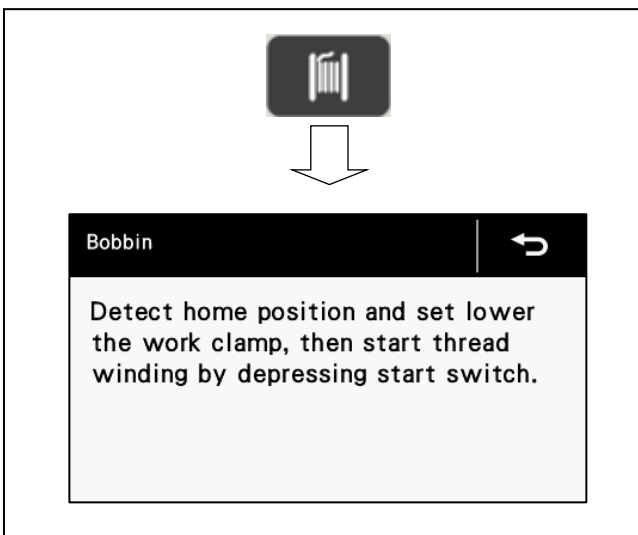 Bobbin
Detect home position and set lower
the work clamp, then start thread
winding by depressing start switch.